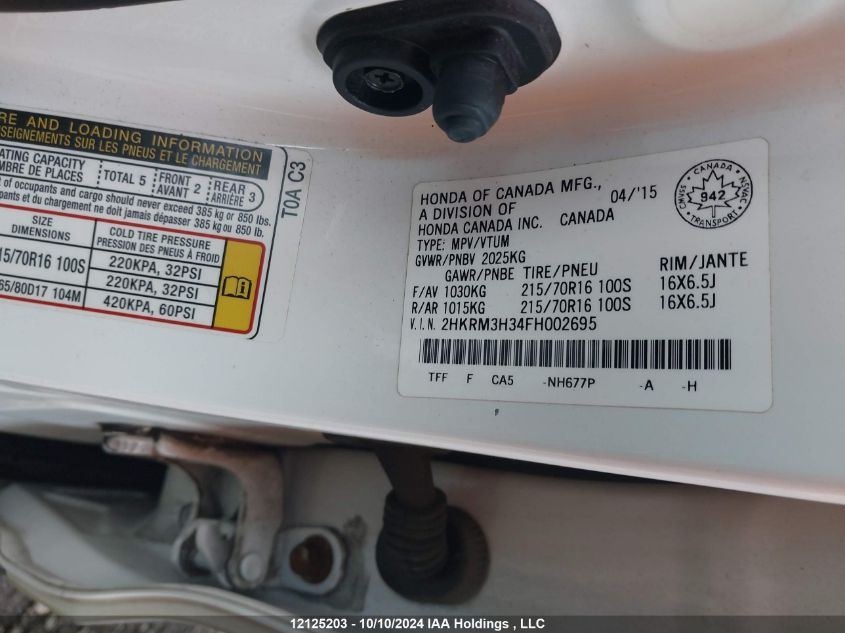 RE AND LOADING INFORMATION
SEIGNEMENTS SUR LES PNEUS ET LE CHARGEMENT
ATING CAPACITY
MBRE DE PLACES
TOTAL 5
FRONT
AVANT 2
REAR
ARRIÈRE 3
t of occupants and cargo should never exceed 385 kg or 850 lbs.
pants et du chargement ne doit jamais dépasser 385 kg ou 850 lb.
SIZE
DIMENSIONS
COLD TIRE PRESSURE
PRESSION DES PNEUS À FROID
15/70R16 100S
220KPA, 32PSI
220KPA, 32PSI
65/80D17 104M
420KPA, 60PSI
T0A C3
HONDA OF CANADA MFG., 04/'15
A DIVISION OF
HONDA CANADA INC. CANADA
TYPE: MPV/VTUM
GVWR/PNBV 2025KG
GAWR/PNBE TIRE/PNEU RIM/JANTE
F/AV 1030KG 215/70R16 100S 16X6.5J
R/AR 1015KG 215/70R16 100S 16X6.5J
V.I.N. 2HKRM3H34FH002695
TFF F CA5 -NH677P -A -H
CANADA
CMVSS
942
NSVAC
TRANSPORT
12125203 - 10/10/2024 IAA Holdings , LLC